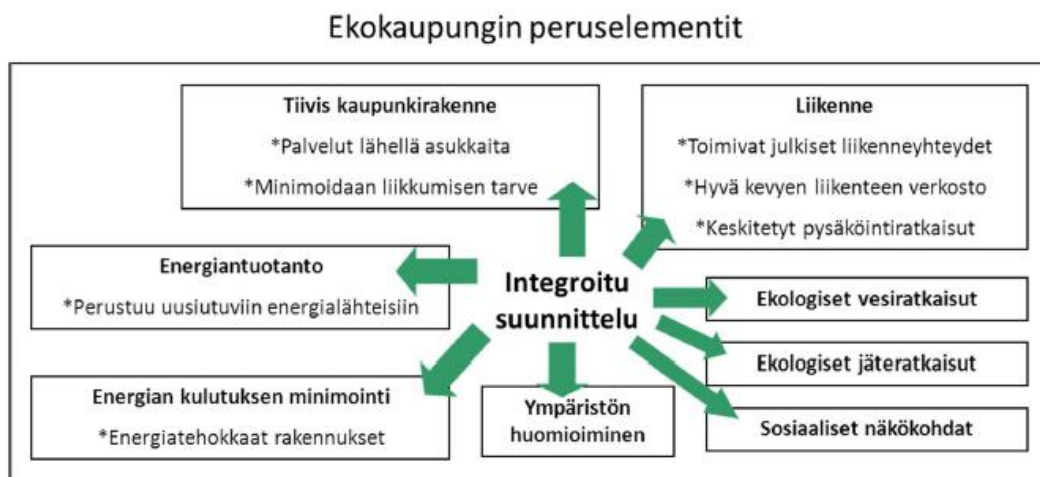 Ekokaupungin peruselementit
Tiivis kaupunkirakenne
*Palvelut lähellä asukkaita
*Minimoidaan liikkumisen tarve
Liikenne
*Toimivat julkiset liikenneyhteydet
*Hyvä kevyen liikenteen verkosto
*Keskitetyt pysäköintiratkaisut
Energiantuotanto
*Perustuu uusiutuviin energialähteisiin
Integroitu
suunnittelu
Ekologiset vesiratkaisut
Ekologiset jäteratkaisut
Sosiaaliset näkökohdat
Energian kulutuksen minimointi
*Energiatehokkaat rakennukset
Ympäristön
huomioiminen